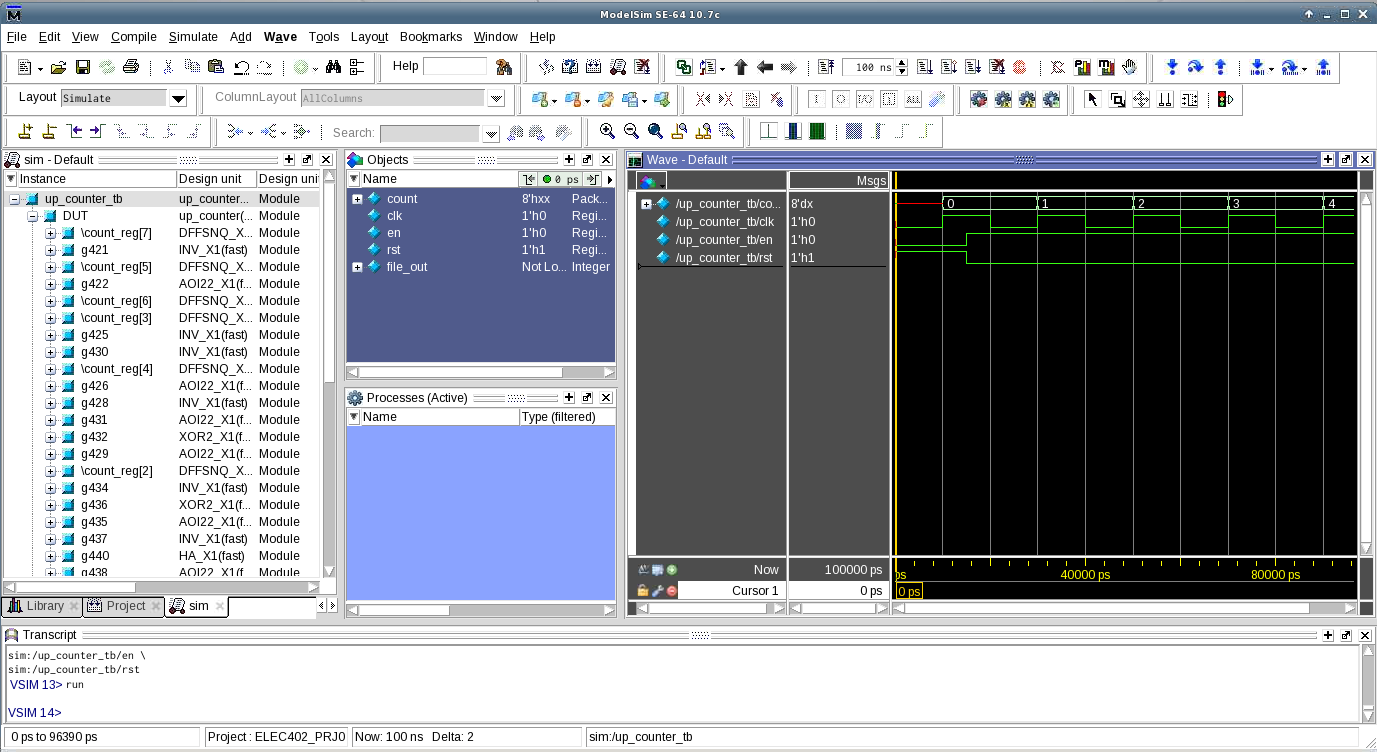 ModelSim SE-64 10.7c
File Edit View Compile Simulate Add Wave Tools Layout Bookmarks Window Help
Help
100 ns
Layout Simulate
ColumnLayout AllColumns
Search:
sim - Default
Instance Design unit Design unit
up_counter_tb up_counter... Module
DUT up_counter(... Module
\count_reg[7] DFFSNQ_X... Module
g421 INV_X1(fast) Module
\count_reg[5] DFFSNQ_X... Module
g422 AOI22_X1(f... Module
\count_reg[6] DFFSNQ_X... Module
\count_reg[3] DFFSNQ_X... Module
g425 INV_X1(fast) Module
g430 INV_X1(fast) Module
\count_reg[4] DFFSNQ_X... Module
g426 AOI22_X1(f... Module
g428 INV_X1(fast) Module
g431 AOI22_X1(f... Module
g432 XOR2_X1(f... Module
g429 AOI22_X1(f... Module
\count_reg[2] DFFSNQ_X... Module
g434 INV_X1(fast) Module
g436 XOR2_X1(f... Module
g435 AOI22_X1(f... Module
g437 INV_X1(fast) Module
g440 HA_X1(fast) Module
g438 AOI22_X1(f Module
Library Project sim
Objects
Name 0 ps
count 8'hxx Pack...
clk 1'h0 Regi...
en 1'h0 Regi...
rst 1'h1 Regi...
file_out Not Lo... Integer
Processes (Active)
Name Type (filtered)
Wave - Default
Msgs
/up_counter_tb/co... 8'dx 0 1 2 3 4
/up_counter_tb/clk 1'h0
/up_counter_tb/en 1'h0
/up_counter_tb/rst 1'h1
Now 100000 ps ps 40000 ps 80000 ps
Cursor 1 0 ps 0 ps
Transcript
sim:/up_counter_tb/en \
sim:/up_counter_tb/rst
VSIM 13> run
VSIM 14>
0 ps to 96390 ps Project : ELEC402_PRJ0 Now: 100 ns Delta: 2 sim:/up_counter_tb